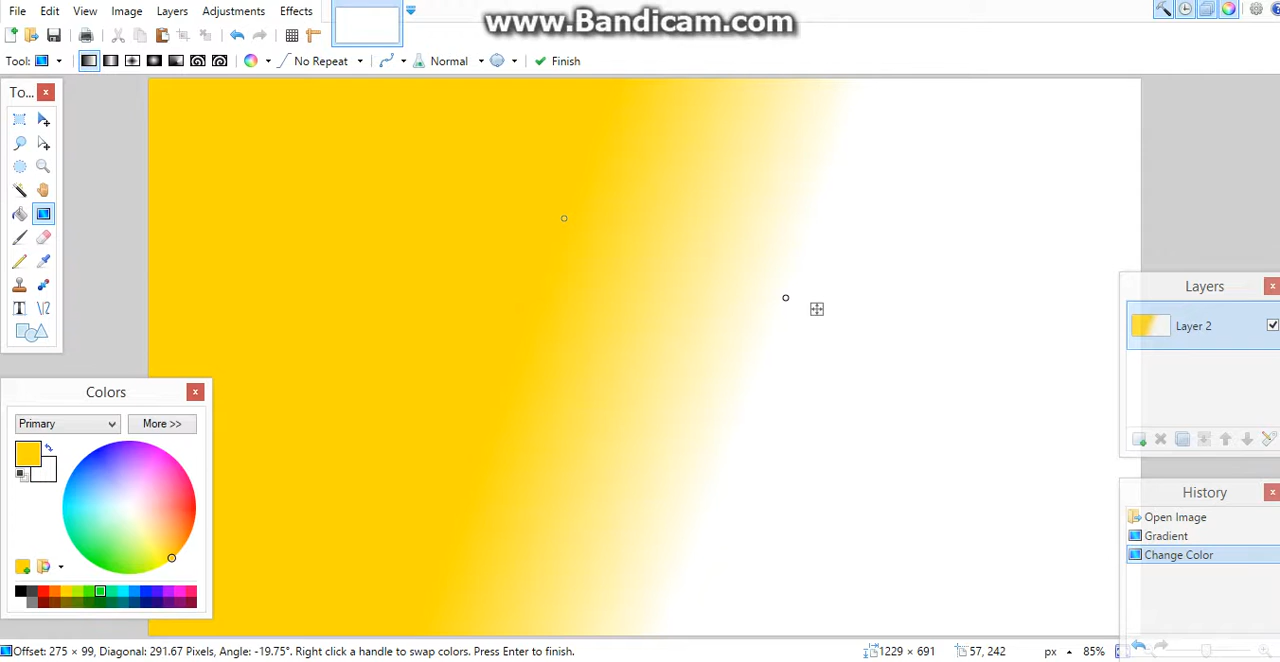 File Edit View Image Layers Adjustments Effects
www.Bandicam.com
Tool: No Repeat Normal Finish
To...
Colors
Primary More >>
Layers
Layer 2
History
Open Image
Gradient
Change Color
Offset: 275 × 99, Diagonal: 291.67 Pixels, Angle: -19.75°. Right click a handle to swap colors. Press Enter to finish. 1229 × 691 57, 242 px 85%